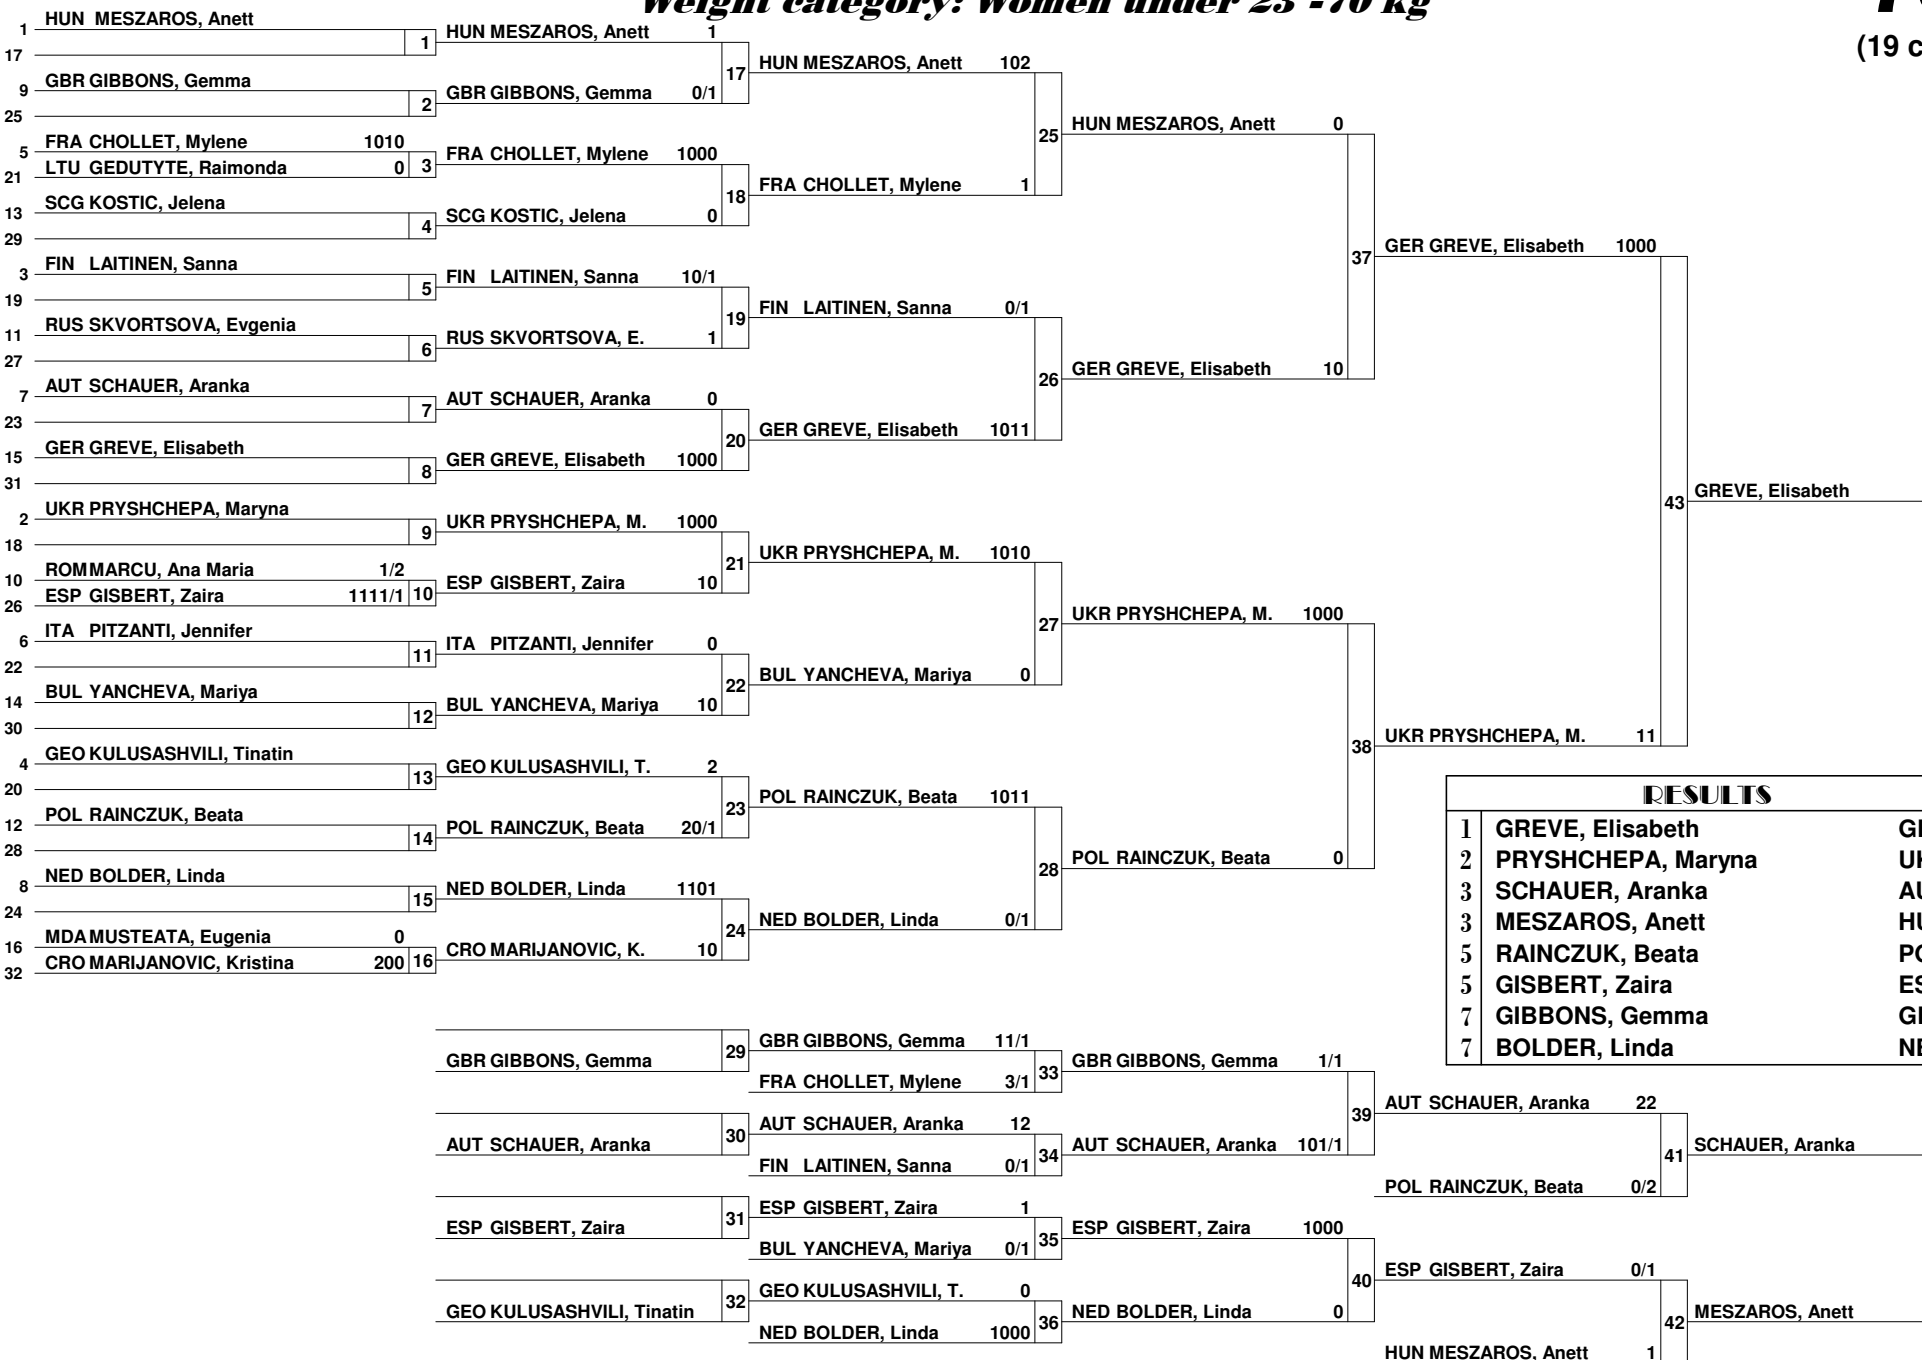 Weight category: Women under 23 -70 kg
(19 c
1 HUN MESZAROS, Anett
17
1
9 GBR GIBBONS, Gemma
25
2
5 FRA CHOLLET, Mylene 1010
21 LTU GEDUTYTE, Raimonda 0
3
13 SCG KOSTIC, Jelena
29
4
3 FIN LAITINEN, Sanna
19
5
11 RUS SKVORTSOVA, Evgenia
27
6
7 AUT SCHAUER, Aranka
23
7
15 GER GREVE, Elisabeth
31
8
2 UKR PRYSHCHEPA, Maryna
18
9
10 ROM MARCU, Ana Maria 1/2
26 ESP GISBERT, Zaira 1111/1
10
6 ITA PITZANTI, Jennifer
22
11
14 BUL YANCHEVA, Mariya
30
12
4 GEO KULUSASHVILI, Tinatin
20
13
12 POL RAINCZUK, Beata
28
14
8 NED BOLDER, Linda
24
15
16 MDA MUSTEATA, Eugenia 0
32 CRO MARIJANOVIC, Kristina 200
16
HUN MESZAROS, Anett 1
17
GBR GIBBONS, Gemma 0/1
FRA CHOLLET, Mylene 1000
18
SCG KOSTIC, Jelena 0
FIN LAITINEN, Sanna 10/1
19
RUS SKVORTSOVA, E. 1
AUT SCHAUER, Aranka 0
20
GER GREVE, Elisabeth 1000
UKR PRYSHCHEPA, M. 1000
21
ESP GISBERT, Zaira 10
ITA PITZANTI, Jennifer 0
22
BUL YANCHEVA, Mariya 10
GEO KULUSASHVILI, T. 2
23
POL RAINCZUK, Beata 20/1
NED BOLDER, Linda 1101
24
CRO MARIJANOVIC, K. 10
HUN MESZAROS, Anett 102
25
FRA CHOLLET, Mylene 1
FIN LAITINEN, Sanna 0/1
26
GER GREVE, Elisabeth 1011
UKR PRYSHCHEPA, M. 1010
27
BUL YANCHEVA, Mariya 0
POL RAINCZUK, Beata 1011
28
NED BOLDER, Linda 0/1
HUN MESZAROS, Anett 0
37
GER GREVE, Elisabeth 10
UKR PRYSHCHEPA, M. 1000
38
POL RAINCZUK, Beata 0
GER GREVE, Elisabeth 1000
43
UKR PRYSHCHEPA, M. 11
GREVE, Elisabeth
RESULTS
1 GREVE, Elisabeth
2 PRYSHCHEPA, Maryna
3 SCHAUER, Aranka
3 MESZAROS, Anett
5 RAINCZUK, Beata
5 GISBERT, Zaira
7 GIBBONS, Gemma
7 BOLDER, Linda
GBR GIBBONS, Gemma
29
AUT SCHAUER, Aranka
30
ESP GISBERT, Zaira
31
GEO KULUSASHVILI, Tinatin
32
GBR GIBBONS, Gemma 11/1
33
FRA CHOLLET, Mylene 3/1
AUT SCHAUER, Aranka 12
34
FIN LAITINEN, Sanna 0/1
ESP GISBERT, Zaira 1
35
BUL YANCHEVA, Mariya 0/1
GEO KULUSASHVILI, T. 0
36
NED BOLDER, Linda 1000
GBR GIBBONS, Gemma 1/1
39
AUT SCHAUER, Aranka 101/1
ESP GISBERT, Zaira 1000
40
NED BOLDER, Linda 0
AUT SCHAUER, Aranka 22
41
POL RAINCZUK, Beata 0/2
SCHAUER, Aranka
ESP GISBERT, Zaira 0/1
42
HUN MESZAROS, Anett 1
MESZAROS, Anett